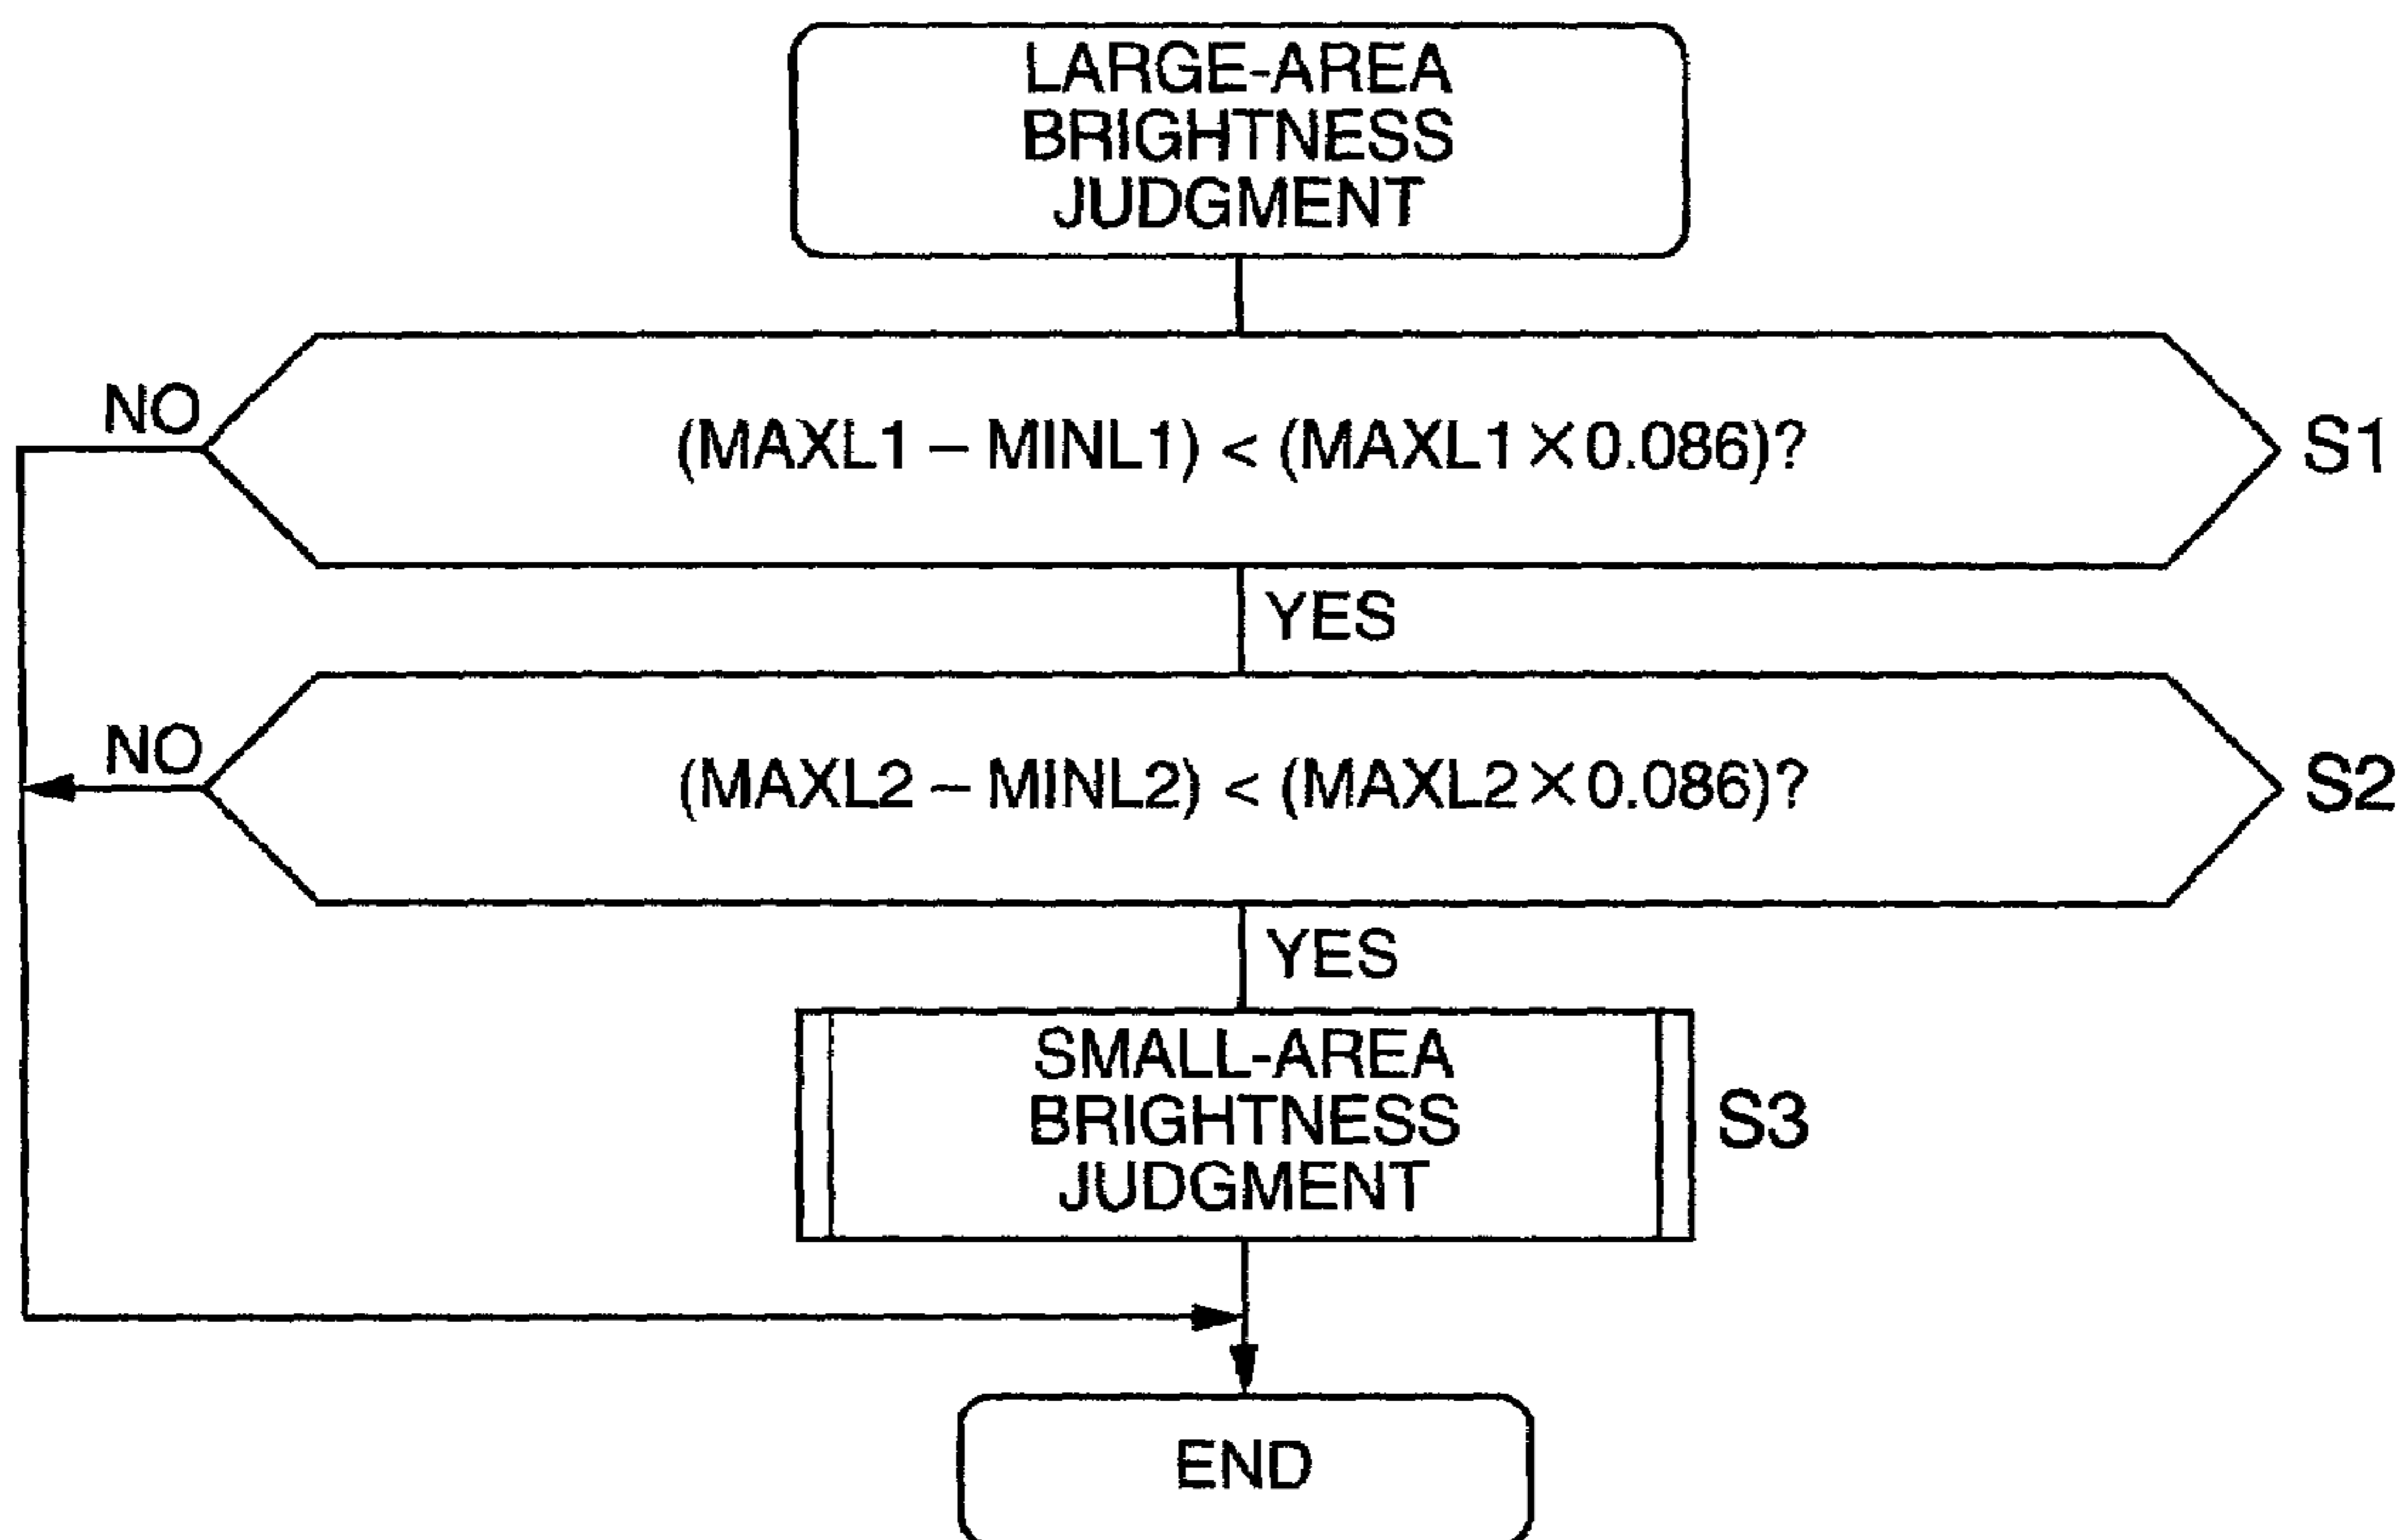 LARGE-AREA
BRIGHTNESS
JUDGMENT
NO
(MAXL1 – MINL1) < (MAXL1×0.086)?
S1
YES
NO
(MAXL2 – MINL2) < (MAXL2×0.086)?
S2
YES
SMALL-AREA
BRIGHTNESS
JUDGMENT
S3
END